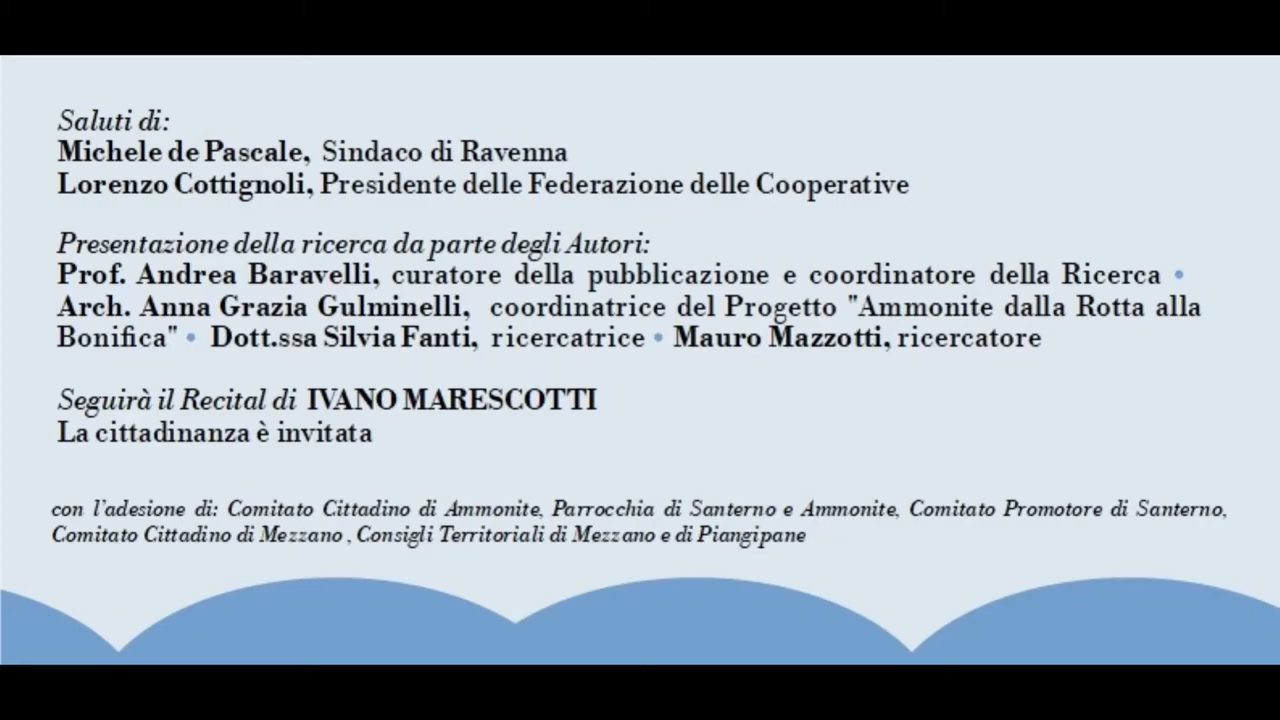 Saluti di:
Michele de Pascale, Sindaco di Ravenna
Lorenzo Cottignoli, Presidente delle Federazione delle Cooperative
Presentazione della ricerca da parte degli Autori:
Prof. Andrea Baravelli, curatore della pubblicazione e coordinatore della Ricerca •
Arch. Anna Grazia Gulminelli, coordinatrice del Progetto "Ammonite dalla Rotta alla
Bonifica" • Dott.ssa Silvia Fanti, ricercatrice • Mauro Mazzotti, ricercatore
Seguirà il Recital di IVANO MARESCOTTI
La cittadinanza è invitata
con l'adesione di: Comitato Cittadino di Ammonite, Parrocchia di Santerno e Ammonite, Comitato Promotore di Santerno,
Comitato Cittadino di Mezzano , Consigli Territoriali di Mezzano e di Piangipane